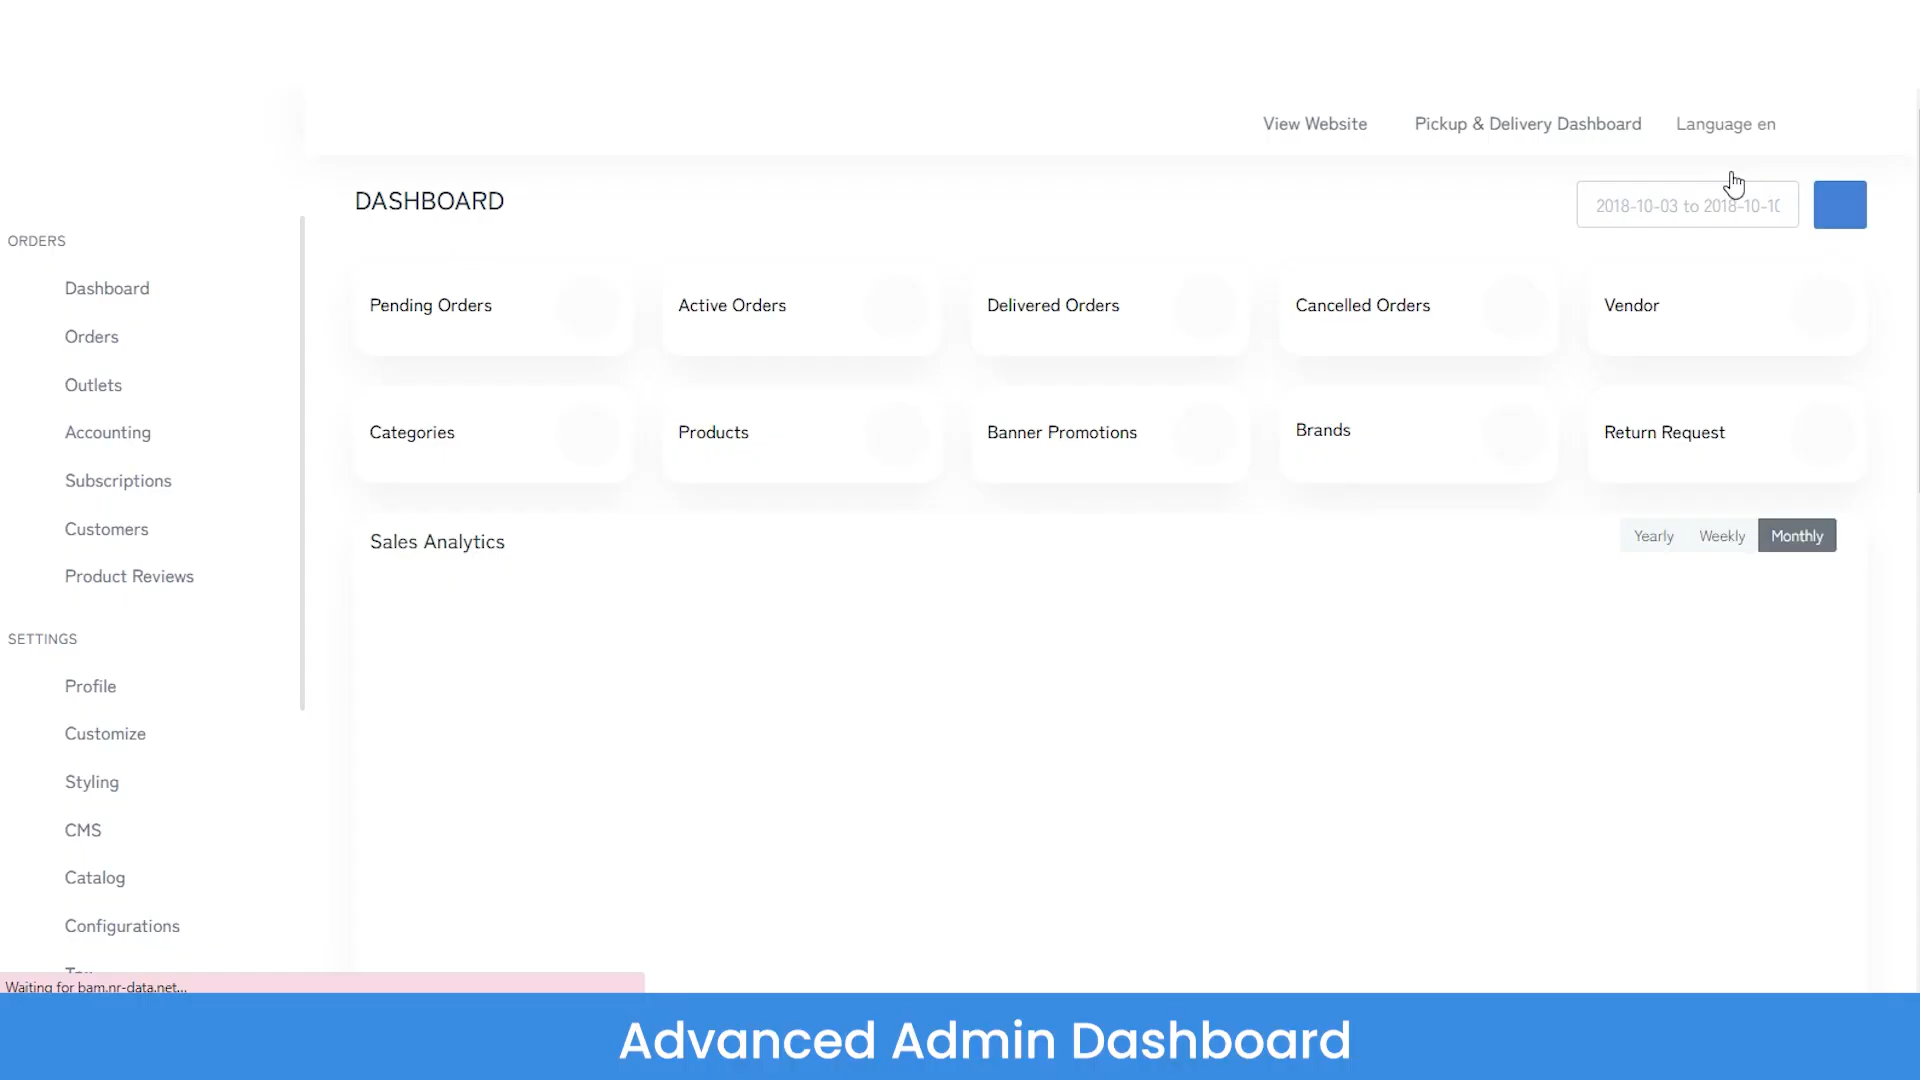 View Website
Pickup & Delivery Dashboard
Language en
DASHBOARD
2018-10-03 to 2018-10-10
ORDERS
Dashboard
Orders
Outlets
Accounting
Subscriptions
Customers
Product Reviews
SETTINGS
Profile
Customize
Styling
CMS
Catalog
Configurations
Pending Orders
Active Orders
Delivered Orders
Cancelled Orders
Vendor
Categories
Products
Banner Promotions
Brands
Return Request
Sales Analytics
Yearly
Weekly
Monthly
Waiting for bam.nr-data.net...
Advanced Admin Dashboard